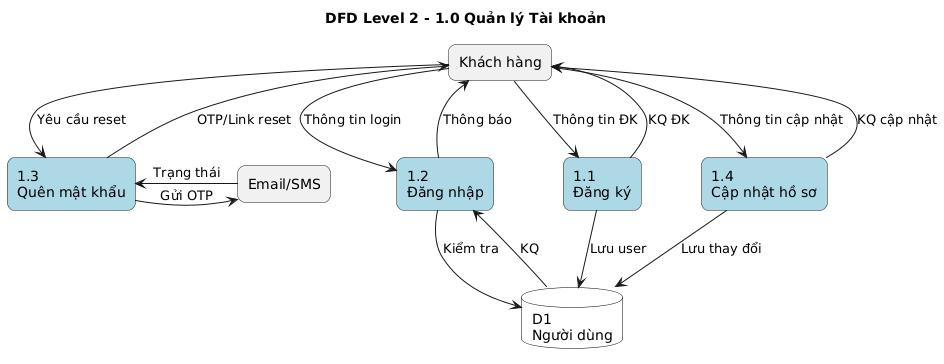 DFD Level 2 - 1.0 Quản lý Tài khoản
Khách hàng
Yêu cầu reset
OTP/Link reset
Thông tin login
Thông báo
Thông tin ĐK
KQ ĐK
Thông tin cập nhật
KQ cập nhật
1.3
Quên mật khẩu
Trạng thái
Gửi OTP
Email/SMS
1.2
Đăng nhập
1.1
Đăng ký
1.4
Cập nhật hồ sơ
Kiểm tra
KQ
Lưu user
Lưu thay đổi
D1
Người dùng